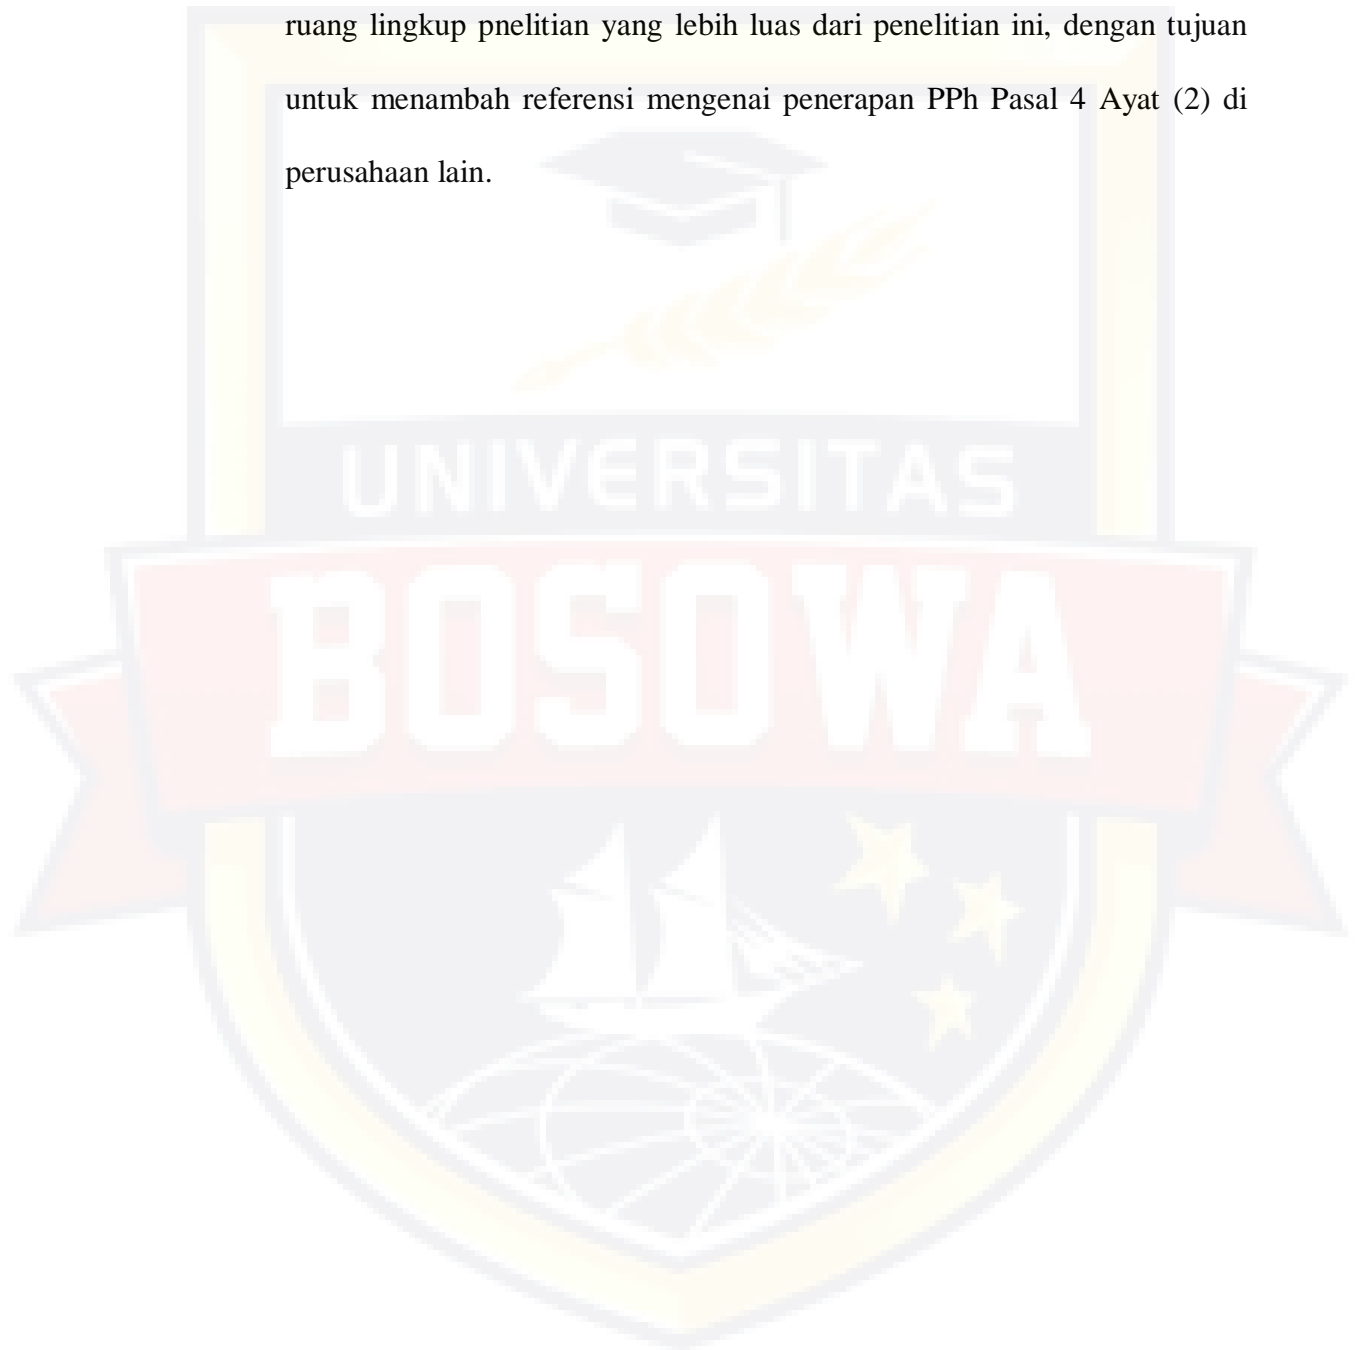 ruang lingkup pnelitian yang lebih luas dari penelitian ini, dengan tujuan
untuk menambah referensi mengenai penerapan PPh Pasal 4 Ayat (2) di
perusahaan lain.
UNIVERSITAS
BOSOWA